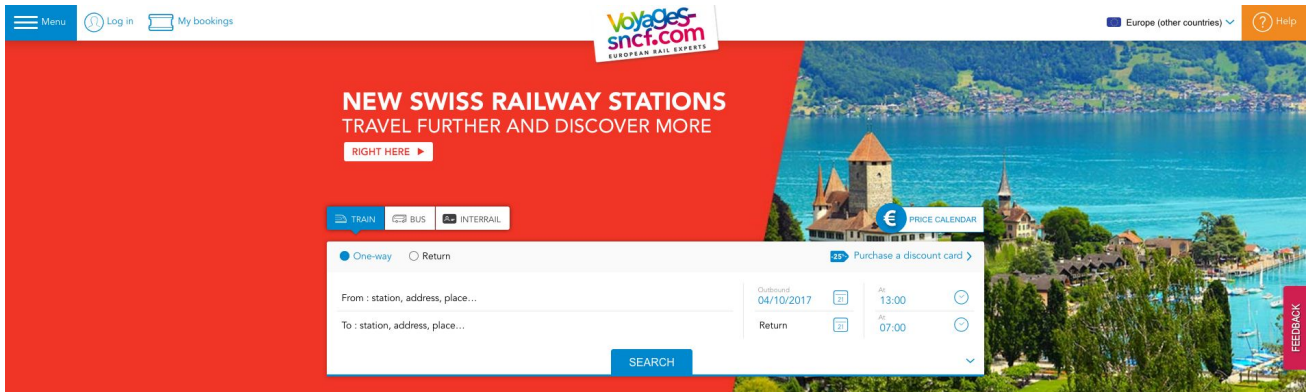 Menu
Log in
My bookings
Voyages-
sncf.com
EUROPEAN RAIL EXPERTS
Europe (other countries)
? Help
NEW SWISS RAILWAY STATIONS
TRAVEL FURTHER AND DISCOVER MORE
RIGHT HERE
TRAIN
BUS
INTERRAIL
€ PRICE CALENDAR
One-way
Return
-25%
Purchase a discount card
From : station, address, place...
Outbound
04/10/2017
21
At
13:00
To : station, address, place...
Return
21
At
07:00
SEARCH
FEEDBACK